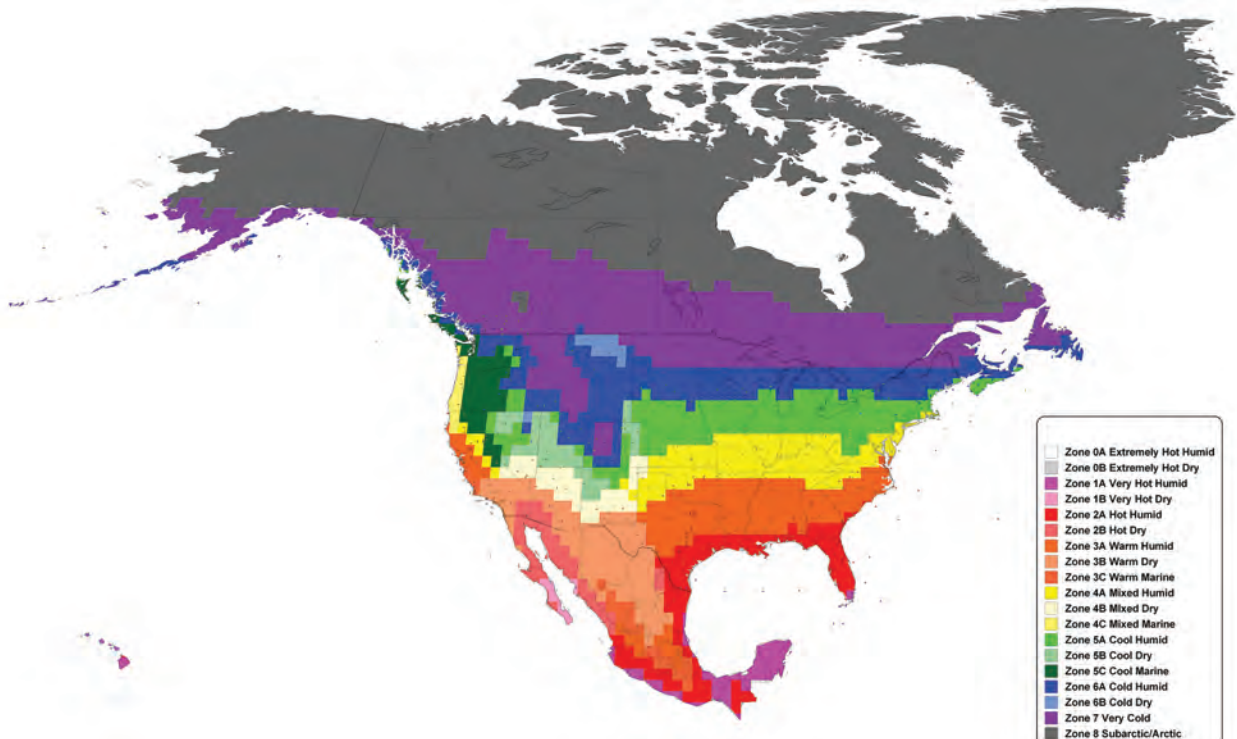 Zone 0A Extremely Hot Humid
Zone 0B Extremely Hot Dry
Zone 1A Very Hot Humid
Zone 1B Very Hot Dry
Zone 2A Hot Humid
Zone 2B Hot Dry
Zone 3A Warm Humid
Zone 3B Warm Dry
Zone 3C Warm Marine
Zone 4A Mixed Humid
Zone 4B Mixed Dry
Zone 4C Mixed Marine
Zone 5A Cool Humid
Zone 5B Cool Dry
Zone 5C Cool Marine
Zone 6A Cold Humid
Zone 6B Cold Dry
Zone 7 Very Cold
Zone 8 Subarctic/Arctic